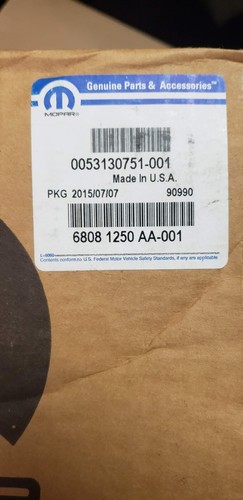 Genuine Parts & Accessories™
MOPAR®
0053130751-001
Made In U.S.A.
PKG 2015/07/07 90990
6808 1250 AA-001
Contents conform to U.S. Federal Motor Vehicle Safety Standards, if any are applicable